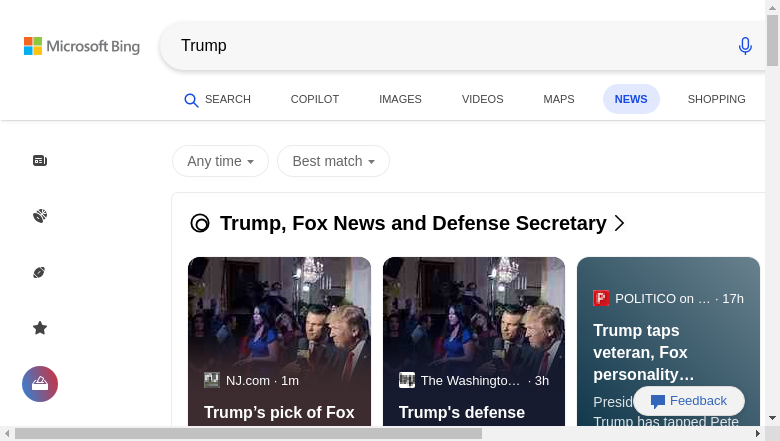 Microsoft Bing
Trump
SEARCH
COPILOT
IMAGES
VIDEOS
MAPS
NEWS
SHOPPING
Any time
Best match
Trump, Fox News and Defense Secretary
NJ.com · 1m
Trump's pick of Fox
The Washingto… · 3h
Trump's defense
POLITICO on … · 17h
Trump taps
veteran, Fox
personality…
Presid
Trump has tapped Pete
Feedback